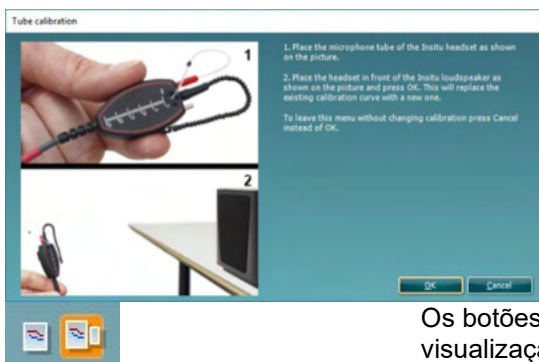 Tube calibration
1
1. Place the microphone tube of the Insitu headset as shown
on the picture.
2. Place the headset in front of the Insitu loudspeaker as
shown on the picture and press OK. This will replace the
existing calibration curve with a new one.
To leave this menu without changing calibration press Cancel
instead of OK.
2
OK
Cancel
Os botões
visualizaç